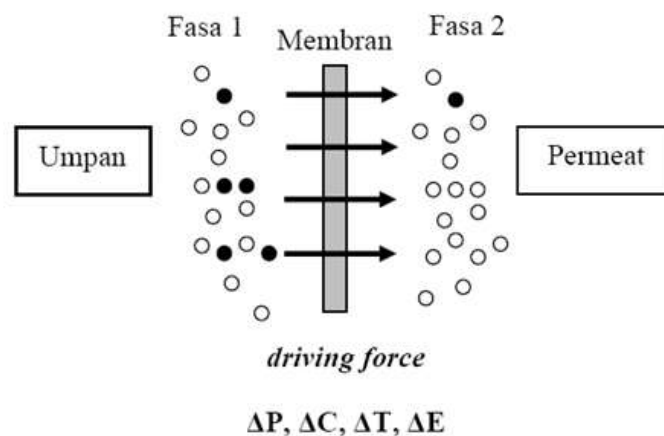 Fasa 1
Membran
Fasa 2
Umpan
Permeat
driving force
ΔP, ΔC, ΔT, ΔE